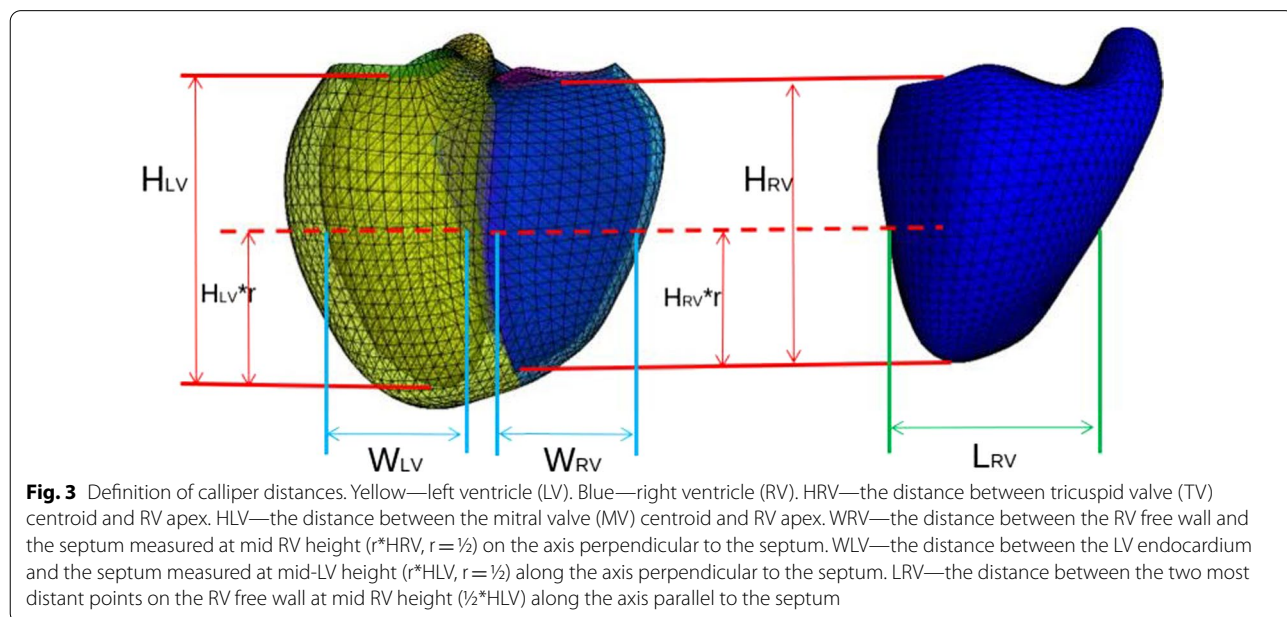 HLV
HRV
HLV*r
HRV*r
WLV
WRV
LRV
Fig. 3 Definition of calliper distances. Yellow—left ventricle (LV). Blue—right ventricle (RV). HRV—the distance between tricuspid valve (TV)
centroid and RV apex. HLV—the distance between the mitral valve (MV) centroid and RV apex. WRV—the distance between the RV free wall and
the septum measured at mid RV height (r*HRV, r = ½) on the axis perpendicular to the septum. WLV—the distance between the LV endocardium
and the septum measured at mid-LV height (r*HLV, r = ½) along the axis perpendicular to the septum. LRV—the distance between the two most
distant points on the RV free wall at mid RV height (½*HLV) along the axis parallel to the septum